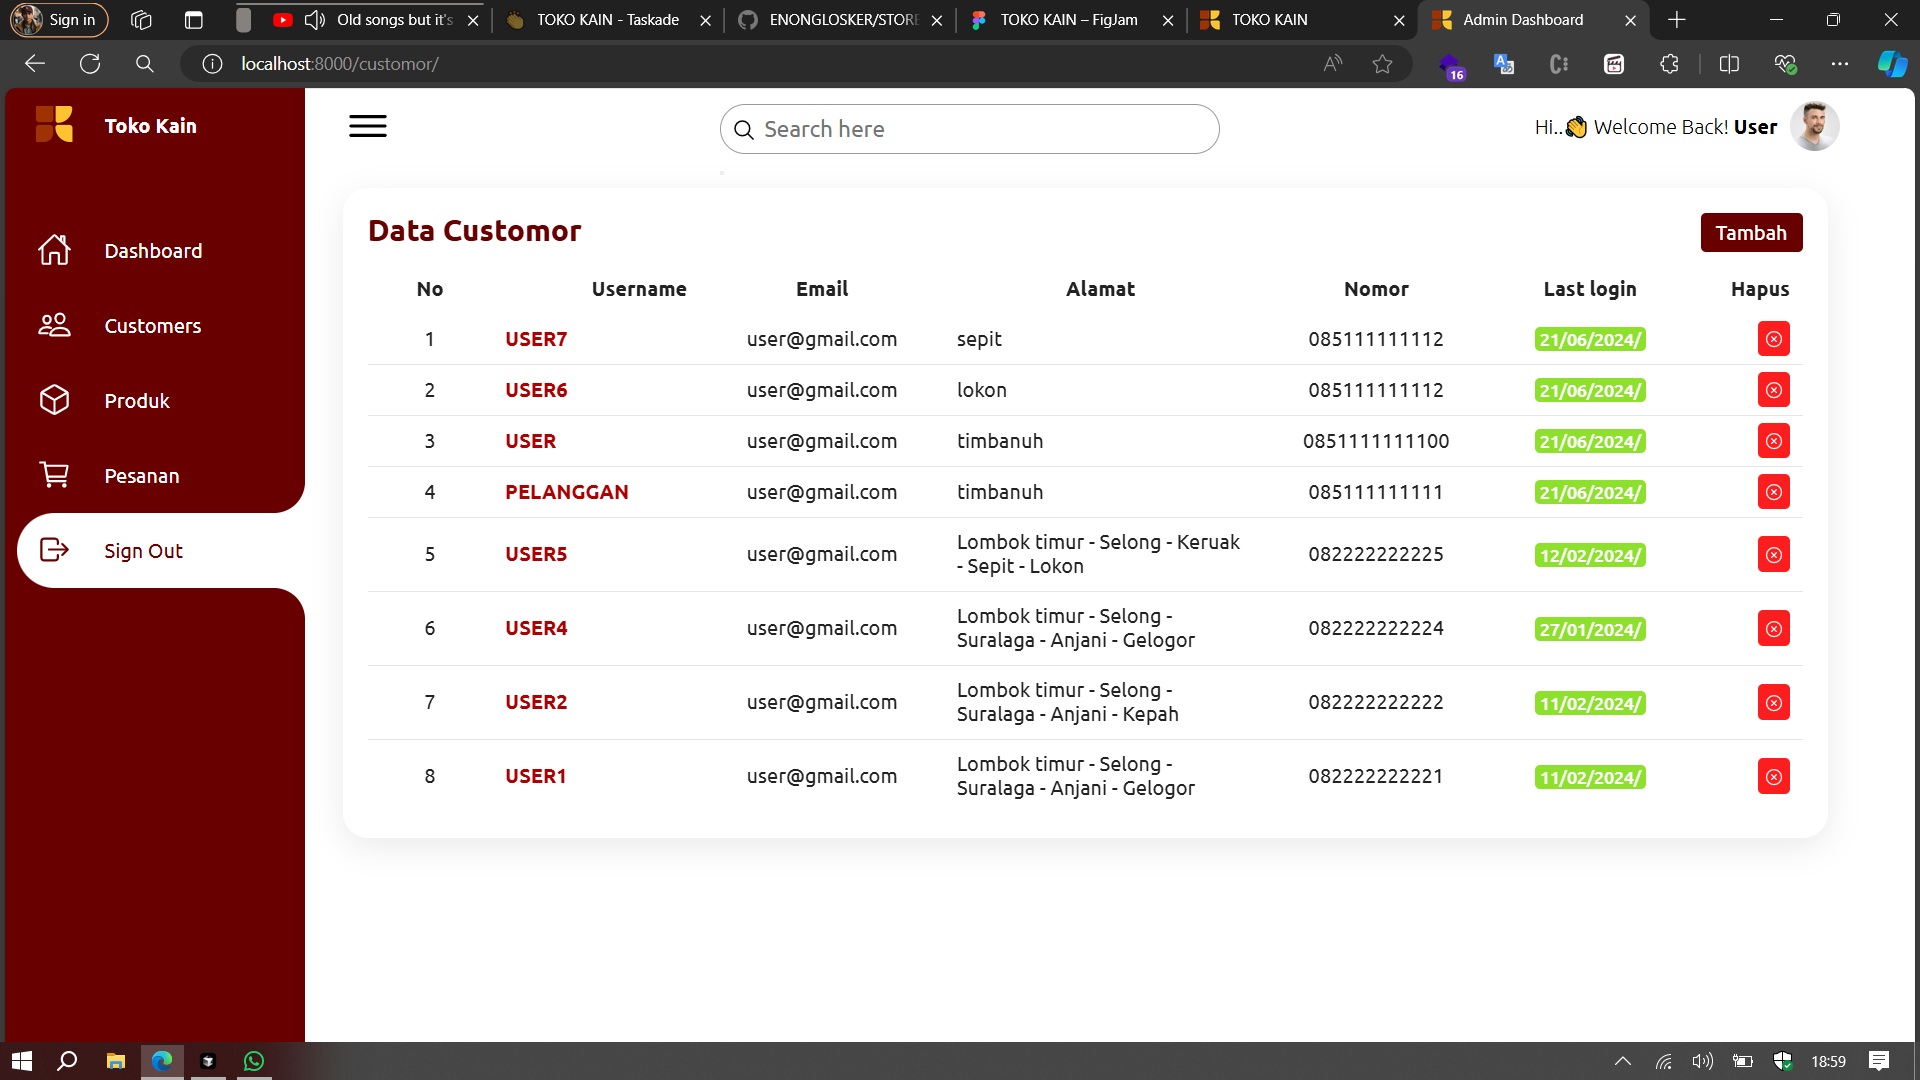 Sign in
Old songs but it's
TOKO KAIN - Taskade
ENONGLOSKER/STORE
TOKO KAIN – FigJam
TOKO KAIN
Admin Dashboard
localhost:8000/customor/
16
Toko Kain
Search here
Hi..👋 Welcome Back! User
Dashboard
Customers
Produk
Pesanan
Sign Out
Data Customor
Tambah
No Username Email Alamat Nomor Last login Hapus
1 USER7 user@gmail.com sepit 085111111112 21/06/2024/
2 USER6 user@gmail.com lokon 085111111112 21/06/2024/
3 USER user@gmail.com timbanuh 0851111111100 21/06/2024/
4 PELANGGAN user@gmail.com timbanuh 085111111111 21/06/2024/
5 USER5 user@gmail.com Lombok timur - Selong - Keruak
- Sepit - Lokon 082222222225 12/02/2024/
6 USER4 user@gmail.com Lombok timur - Selong -
Suralaga - Anjani - Gelogor 082222222224 27/01/2024/
7 USER2 user@gmail.com Lombok timur - Selong -
Suralaga - Anjani - Kepah 082222222222 11/02/2024/
8 USER1 user@gmail.com Lombok timur - Selong -
Suralaga - Anjani - Gelogor 082222222221 11/02/2024/
18:59